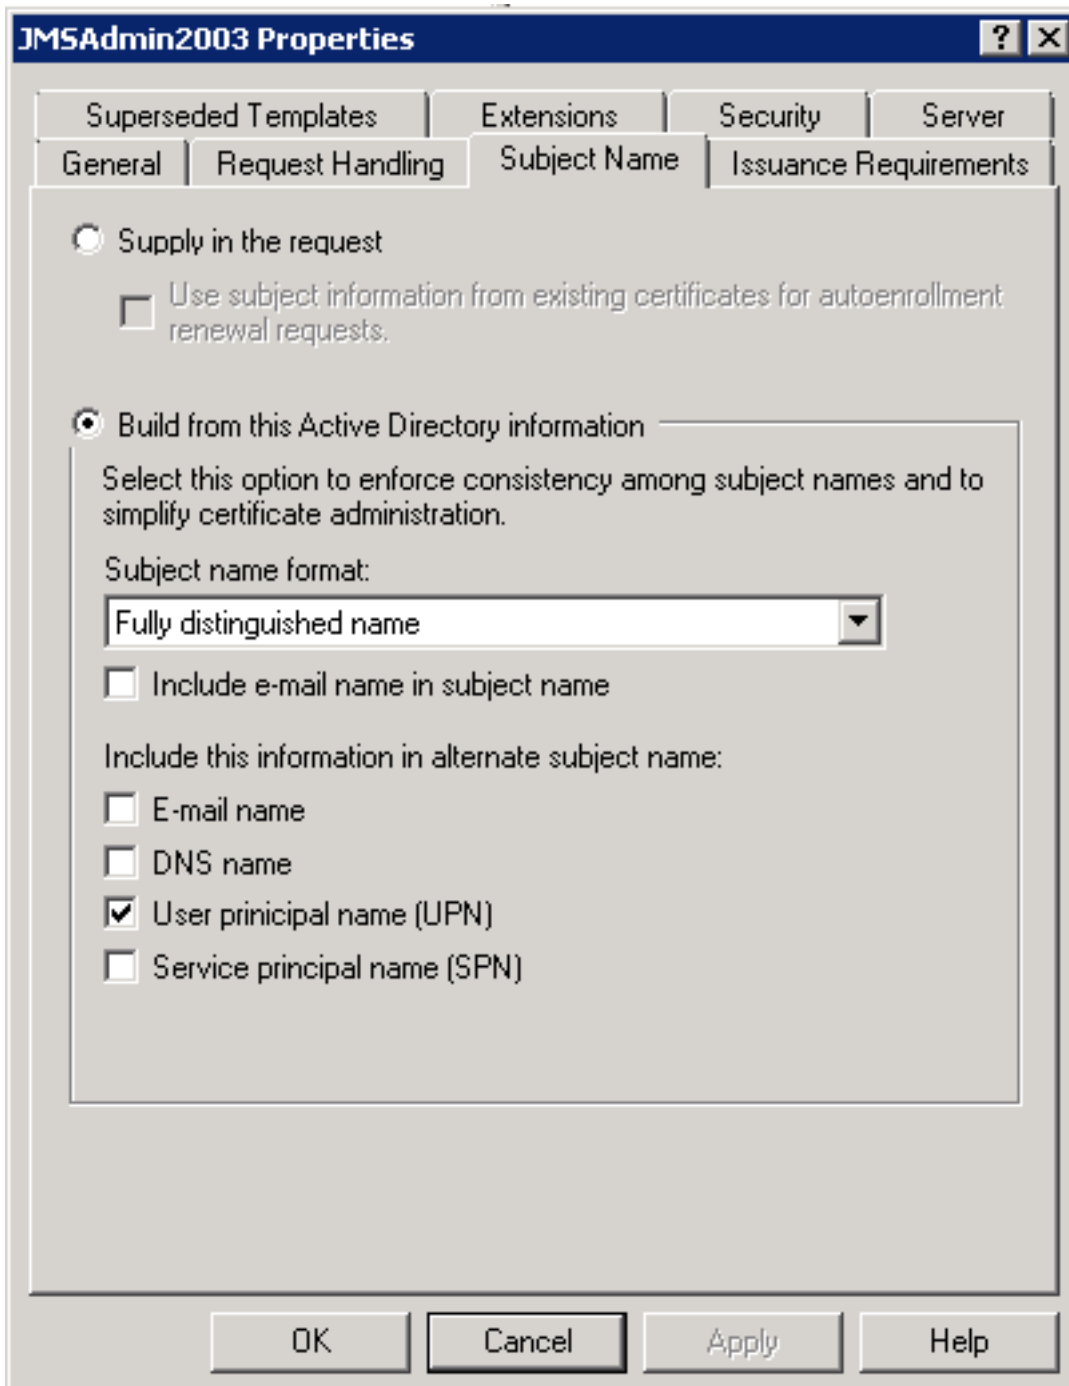 JMSAdmin2003 Properties
Superseded Templates Extensions Security Server
General Request Handling Subject Name Issuance Requirements
Supply in the request
Use subject information from existing certificates for autoenrollment
renewal requests.
Build from this Active Directory information
Select this option to enforce consistency among subject names and to
simplify certificate administration.
Subject name format:
Fully distinguished name
Include e-mail name in subject name
Include this information in alternate subject name:
E-mail name
DNS name
User prinicipal name (UPN)
Service principal name (SPN)
OK Cancel Apply Help